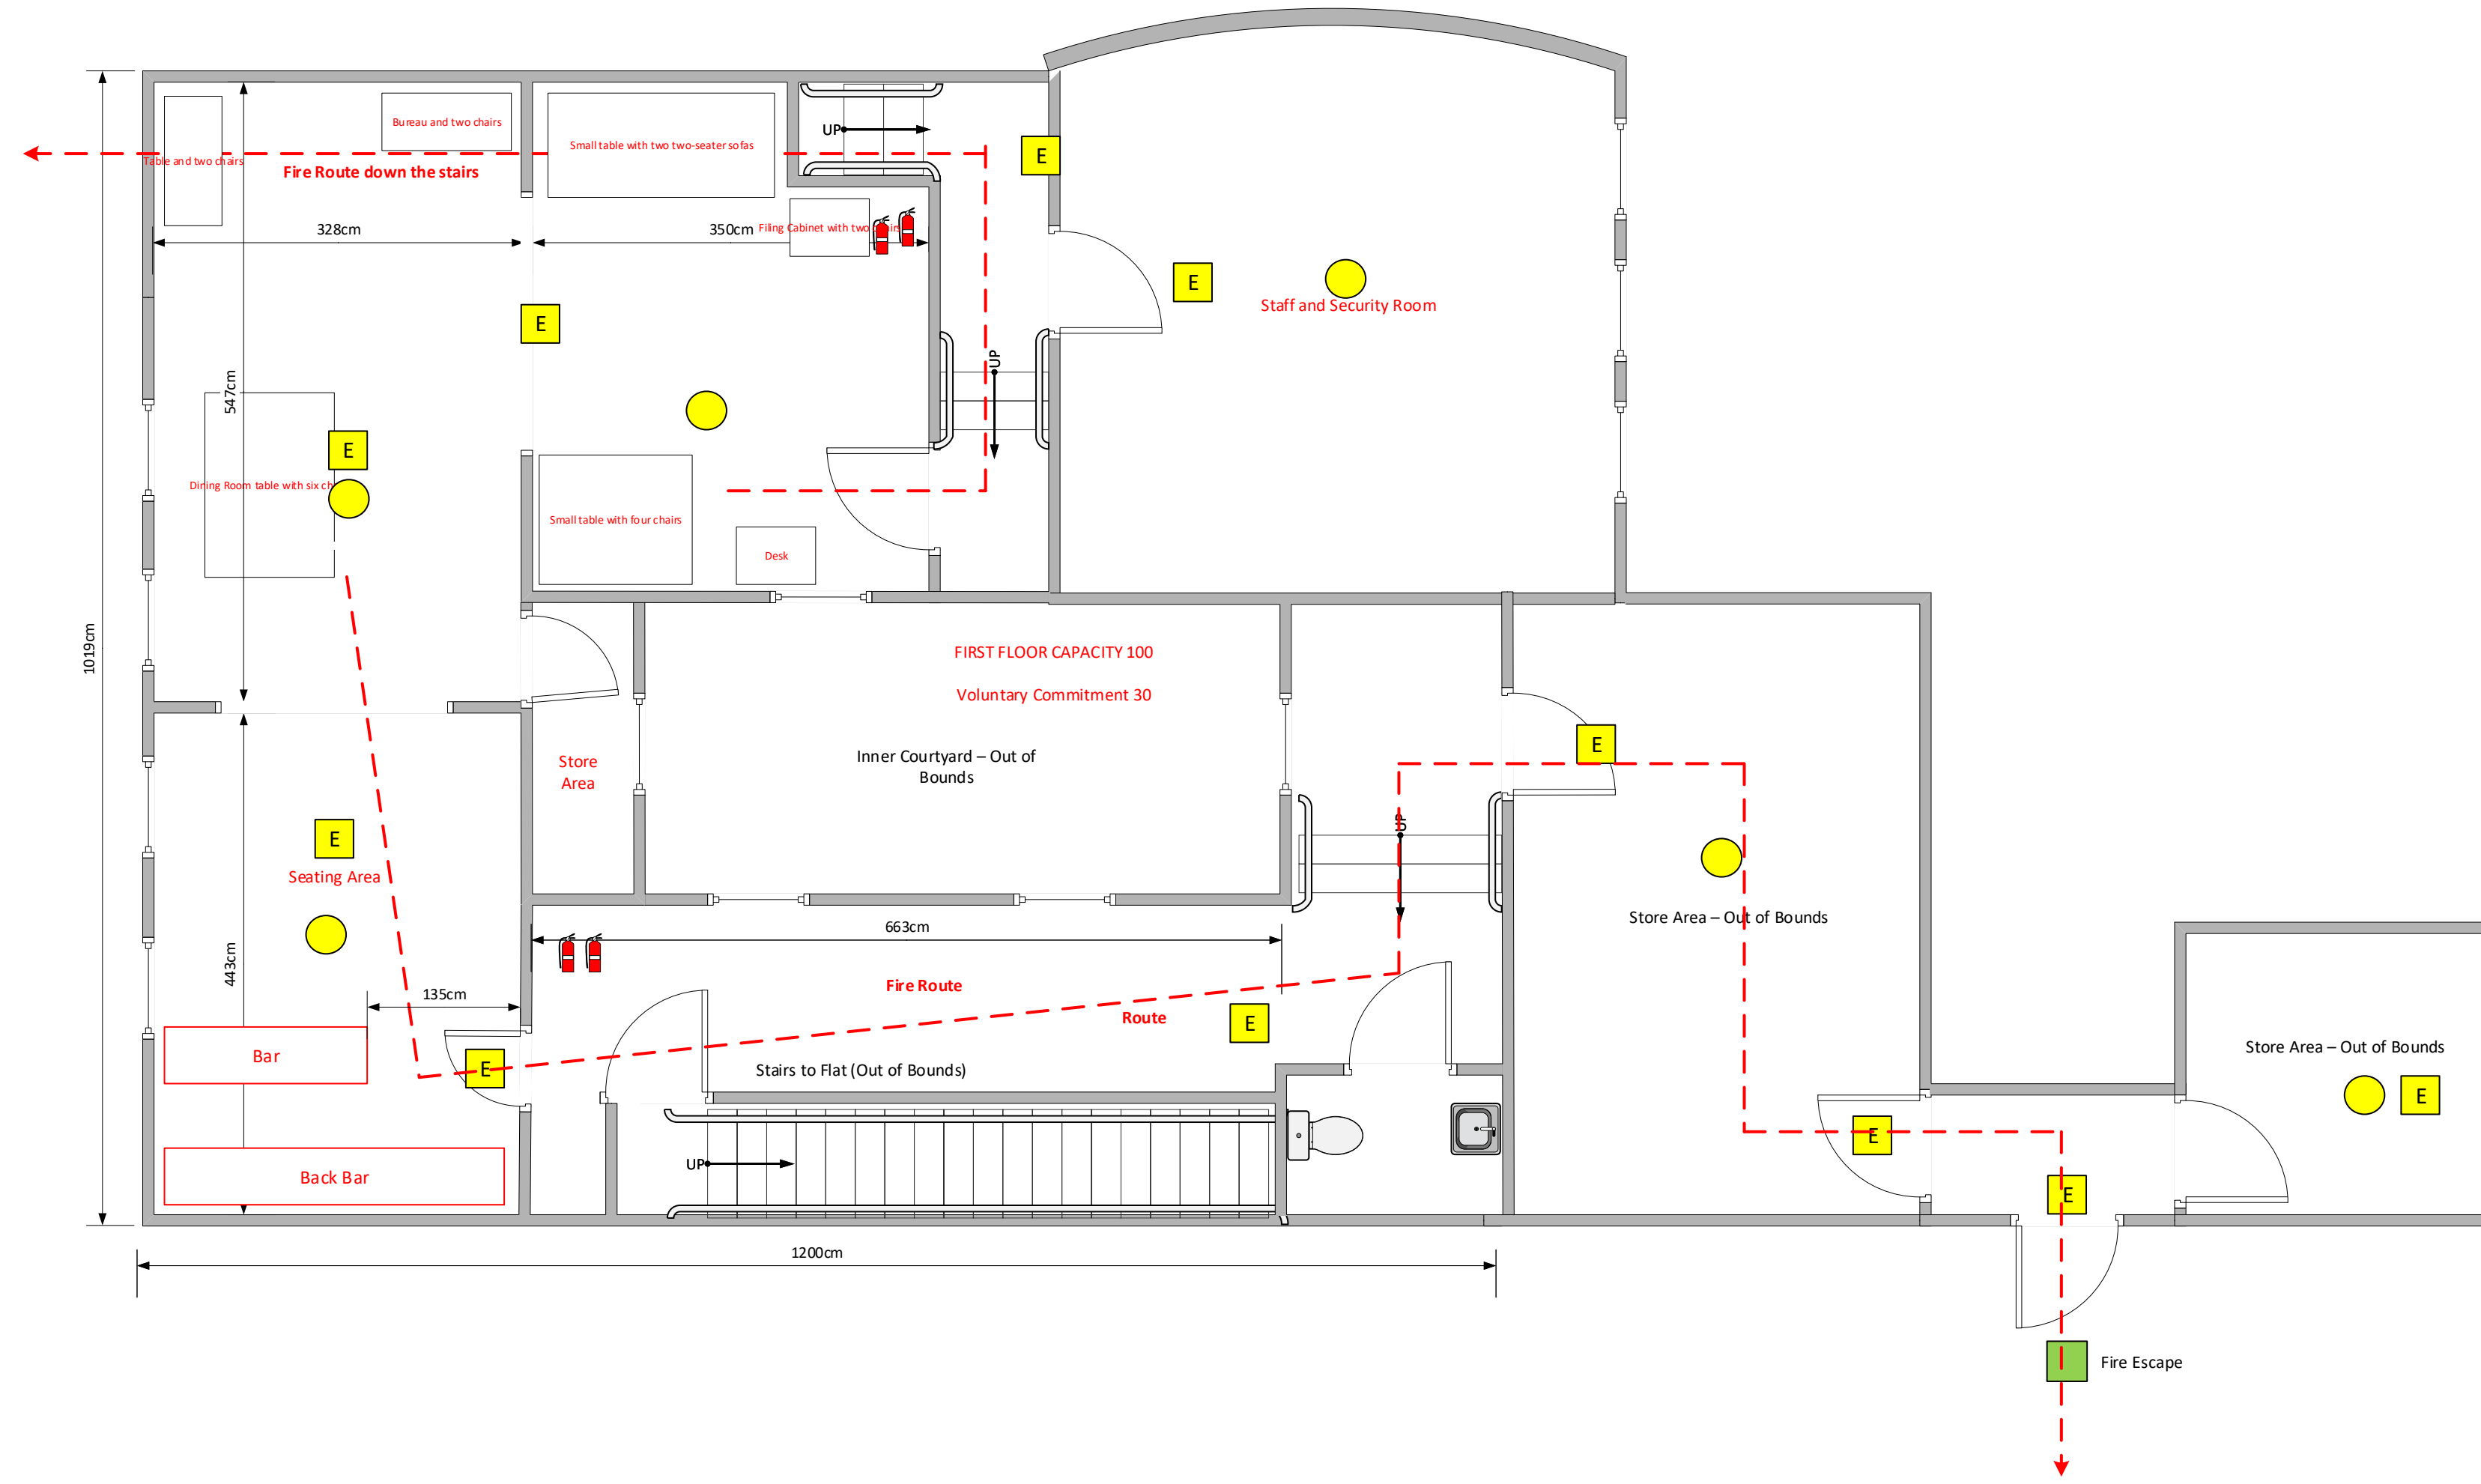 UP
E
Bureau and two chairs
Small table with two two-seater sofas
Table and two chairs
Fire Route down the stairs
328cm
350cm
Filing Cabinet with two
E
Staff and Security Room
E
UP
547cm
E
Dining Room table with six
Small table with four chairs
Desk
1019cm
FIRST FLOOR CAPACITY 100
Voluntary Commitment 30
Inner Courtyard – Out of
Bounds
Store
Area
E
UP
E
Seating Area
Store Area – Out of Bounds
663cm
443cm
135cm
Fire Route
Route
E
Bar
E
Stairs to Flat (Out of Bounds)
Store Area – Out of Bounds
E
E
UP
Back Bar
E
1200cm
Fire Escape